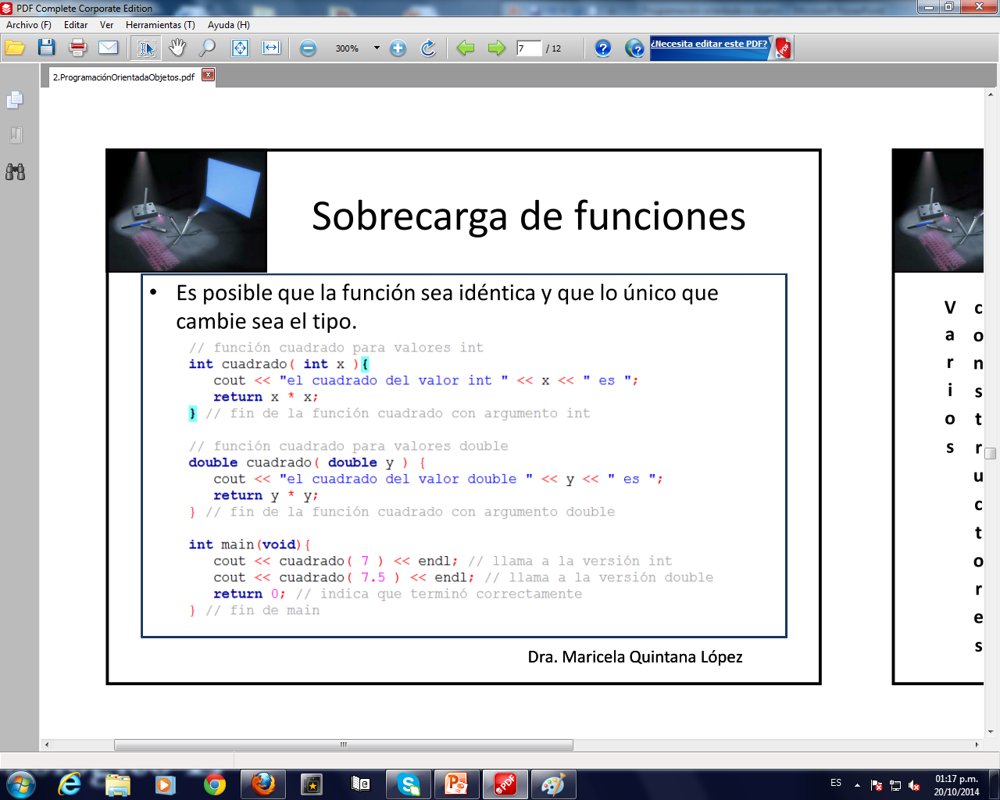 PDF Complete Corporate Edition
Archivo (F) Editar Ver Herramientas (T) Ayuda (H)
300% 7 / 12 ¿Necesita editar este PDF?
2.ProgramaciónOrientadaObjetos.pdf
Sobrecarga de funciones
• Es posible que la función sea idéntica y que lo único que
cambie sea el tipo.
// función cuadrado para valores int
int cuadrado( int x ){
cout << "el cuadrado del valor int " << x << " es ";
return x * x;
} // fin de la función cuadrado con argumento int
// función cuadrado para valores double
double cuadrado( double y ) {
cout << "el cuadrado del valor double " << y << " es ";
return y * y;
} // fin de la función cuadrado con argumento double
int main(void){
cout << cuadrado( 7 ) << endl; // llama a la versión int
cout << cuadrado( 7.5 ) << endl; // llama a la versión double
return 0; // indica que terminó correctamente
} // fin de main
Dra. Maricela Quintana López
Varios
constructores
ES 01:17 p.m.
20/10/2014